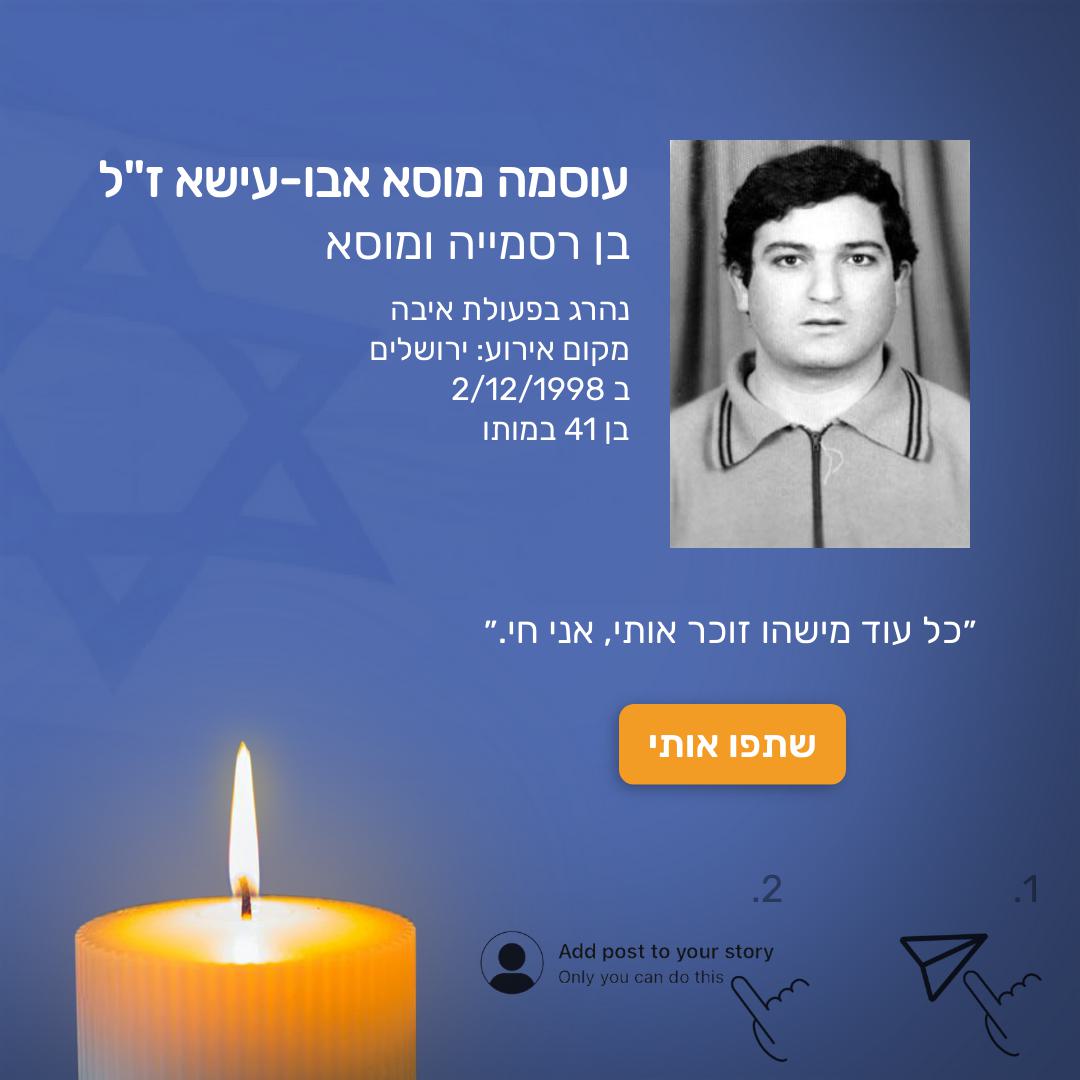 עוסמה מוסא אבו-עישא ז"ל
בן רסמייה ומוסא
נהרג בפעולת איבה
מקום אירוע: ירושלים
ב 2/12/1998
בן 41 במותו
״כל עוד מישהו זוכר אותי, אני חי.״
שתפו אותי
1.
2.
Add post to your story
Only you can do this